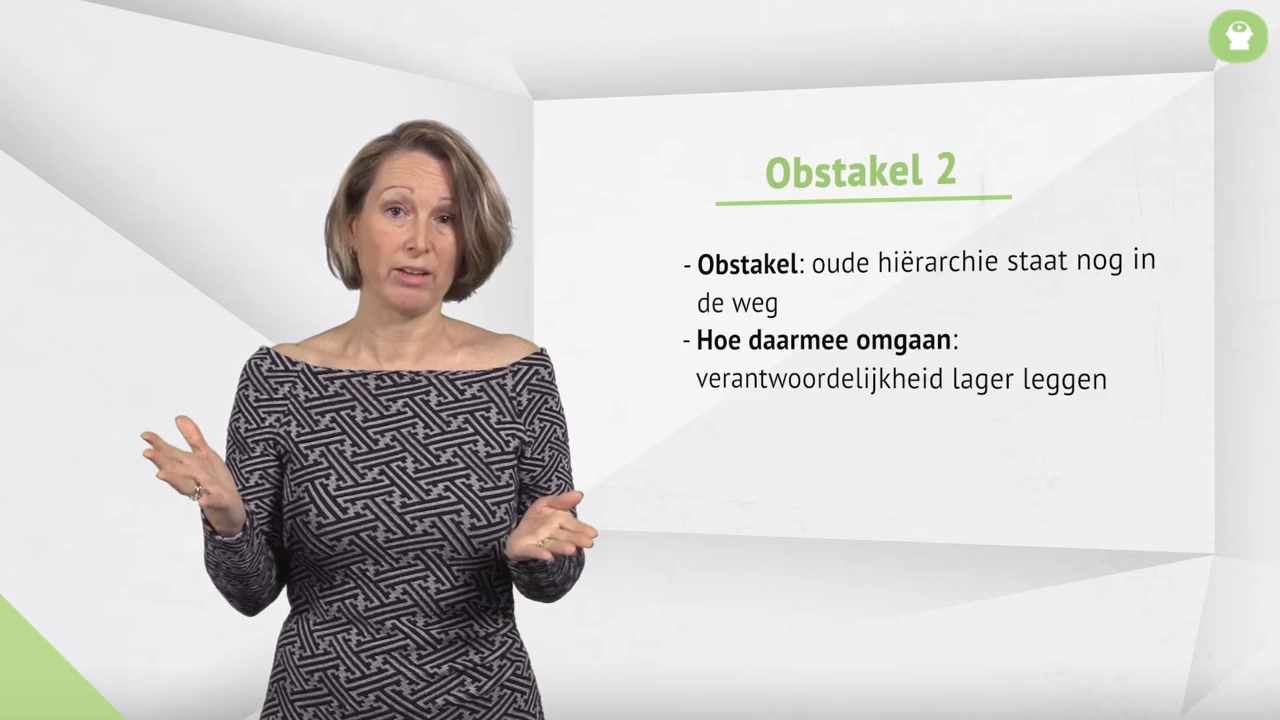 Obstakel 2
- Obstakel: oude hiërarchie staat nog in
de weg
- Hoe daarmee omgaan:
verantwoordelijkheid lager leggen